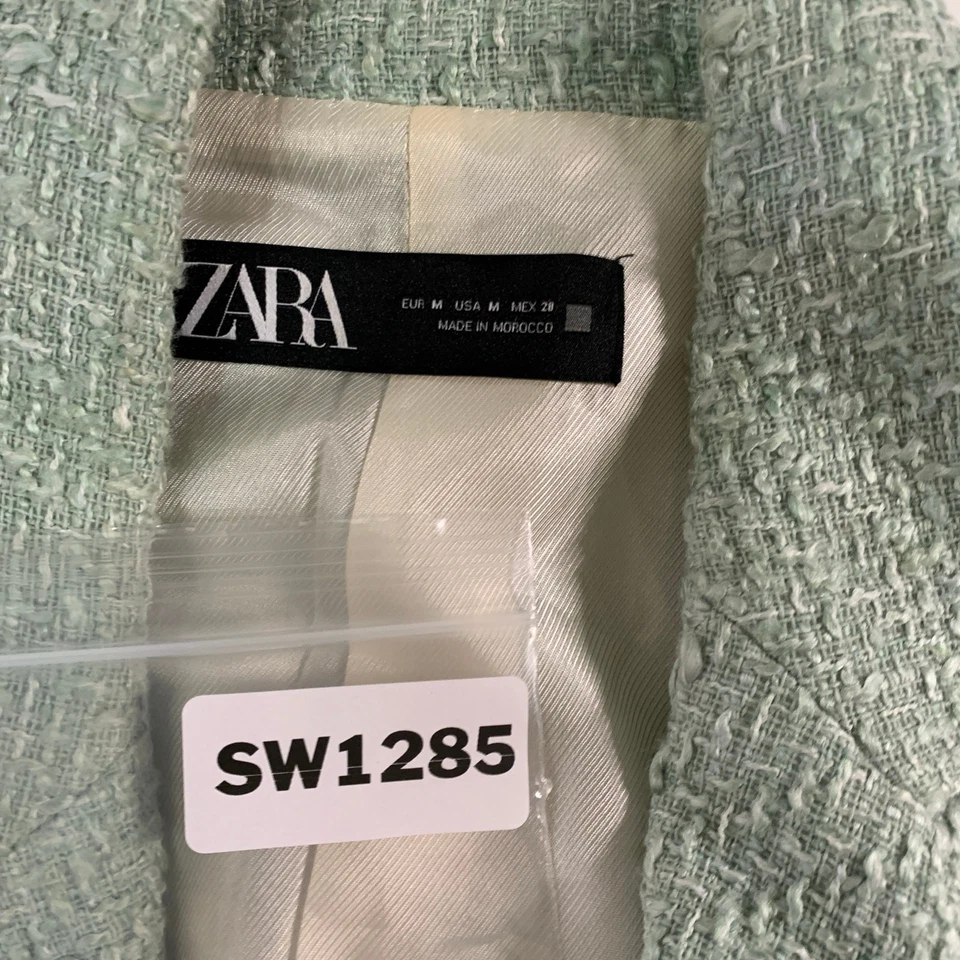 ZARA
EUR M USA M MEX 28
MADE IN MOROCCO
SW1285